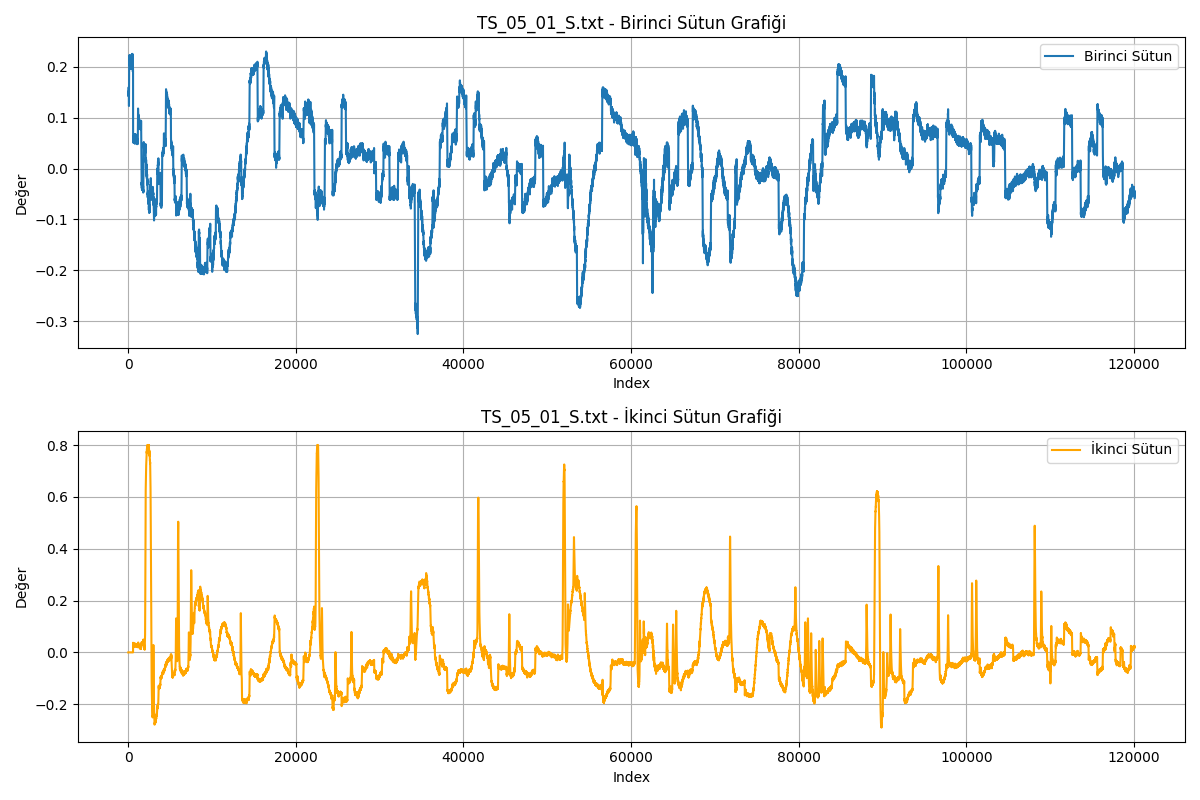 TS_05_01_S.txt - Birinci Sütun Grafiği
Birinci Sütun
Değer
0.2
0.1
0.0
−0.1
−0.2
−0.3
0 20000 40000 60000 80000 100000 120000
Index
TS_05_01_S.txt - İkinci Sütun Grafiği
İkinci Sütun
Değer
0.8
0.6
0.4
0.2
0.0
−0.2
0 20000 40000 60000 80000 100000 120000
Index